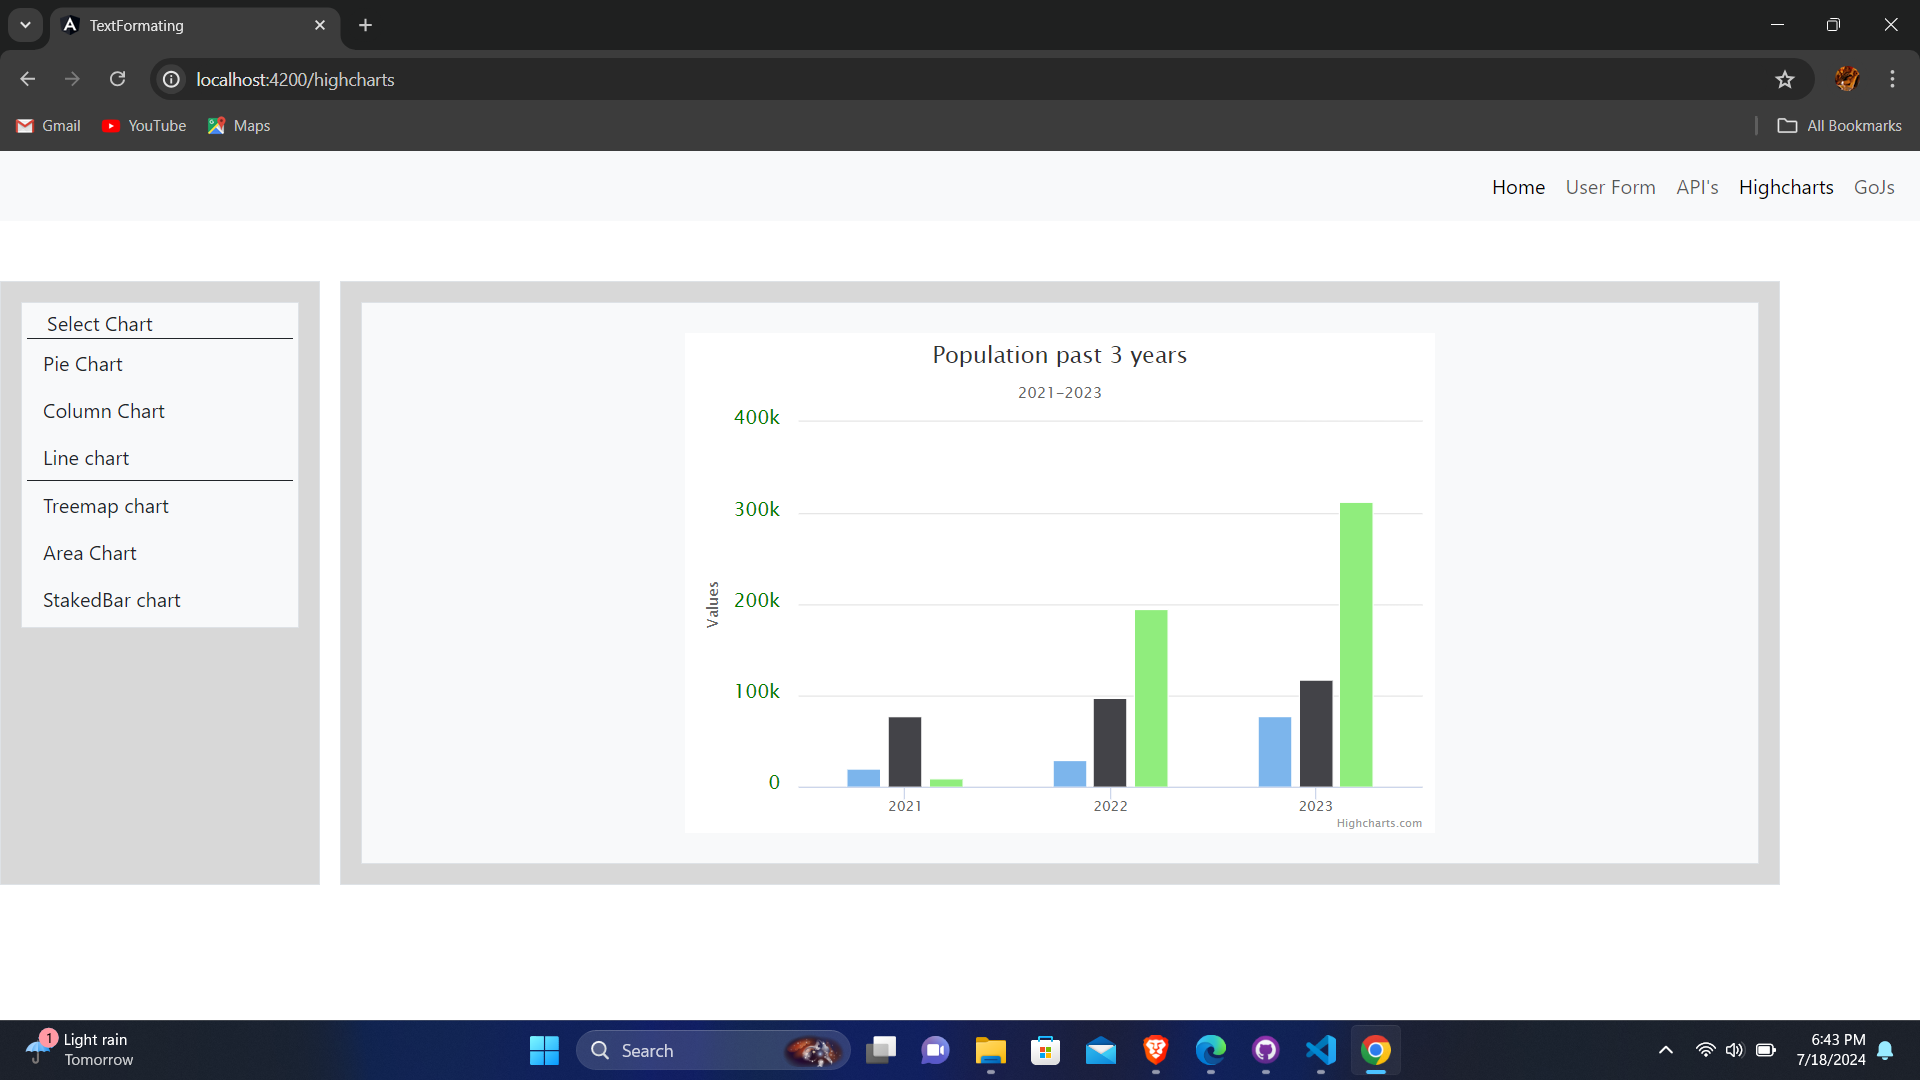 TextFormating
localhost:4200/highcharts
Gmail YouTube Maps All Bookmarks
Home User Form API's Highcharts GoJs
Select Chart
Pie Chart
Column Chart
Line chart
Treemap chart
Area Chart
StakedBar chart
Population past 3 years
2021-2023
Values
400k
300k
200k
100k
0
2021 2022 2023
Highcharts.com
1
Light rain
Tomorrow
Search
6:43 PM
7/18/2024